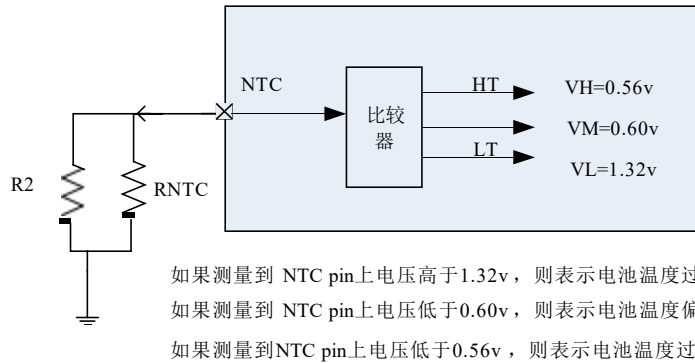 NTC
HT
VH=0.56v
比较
器
VM=0.60v
LT
VL=1.32v
R2
RNTC
如果测量到 NTC pin上电压高于1.32v，则表示电池温度过
如果测量到 NTC pin上电压低于0.60v，则表示电池温度偏
如果测量到NTC pin上电压低于0.56v，则表示电池温度过